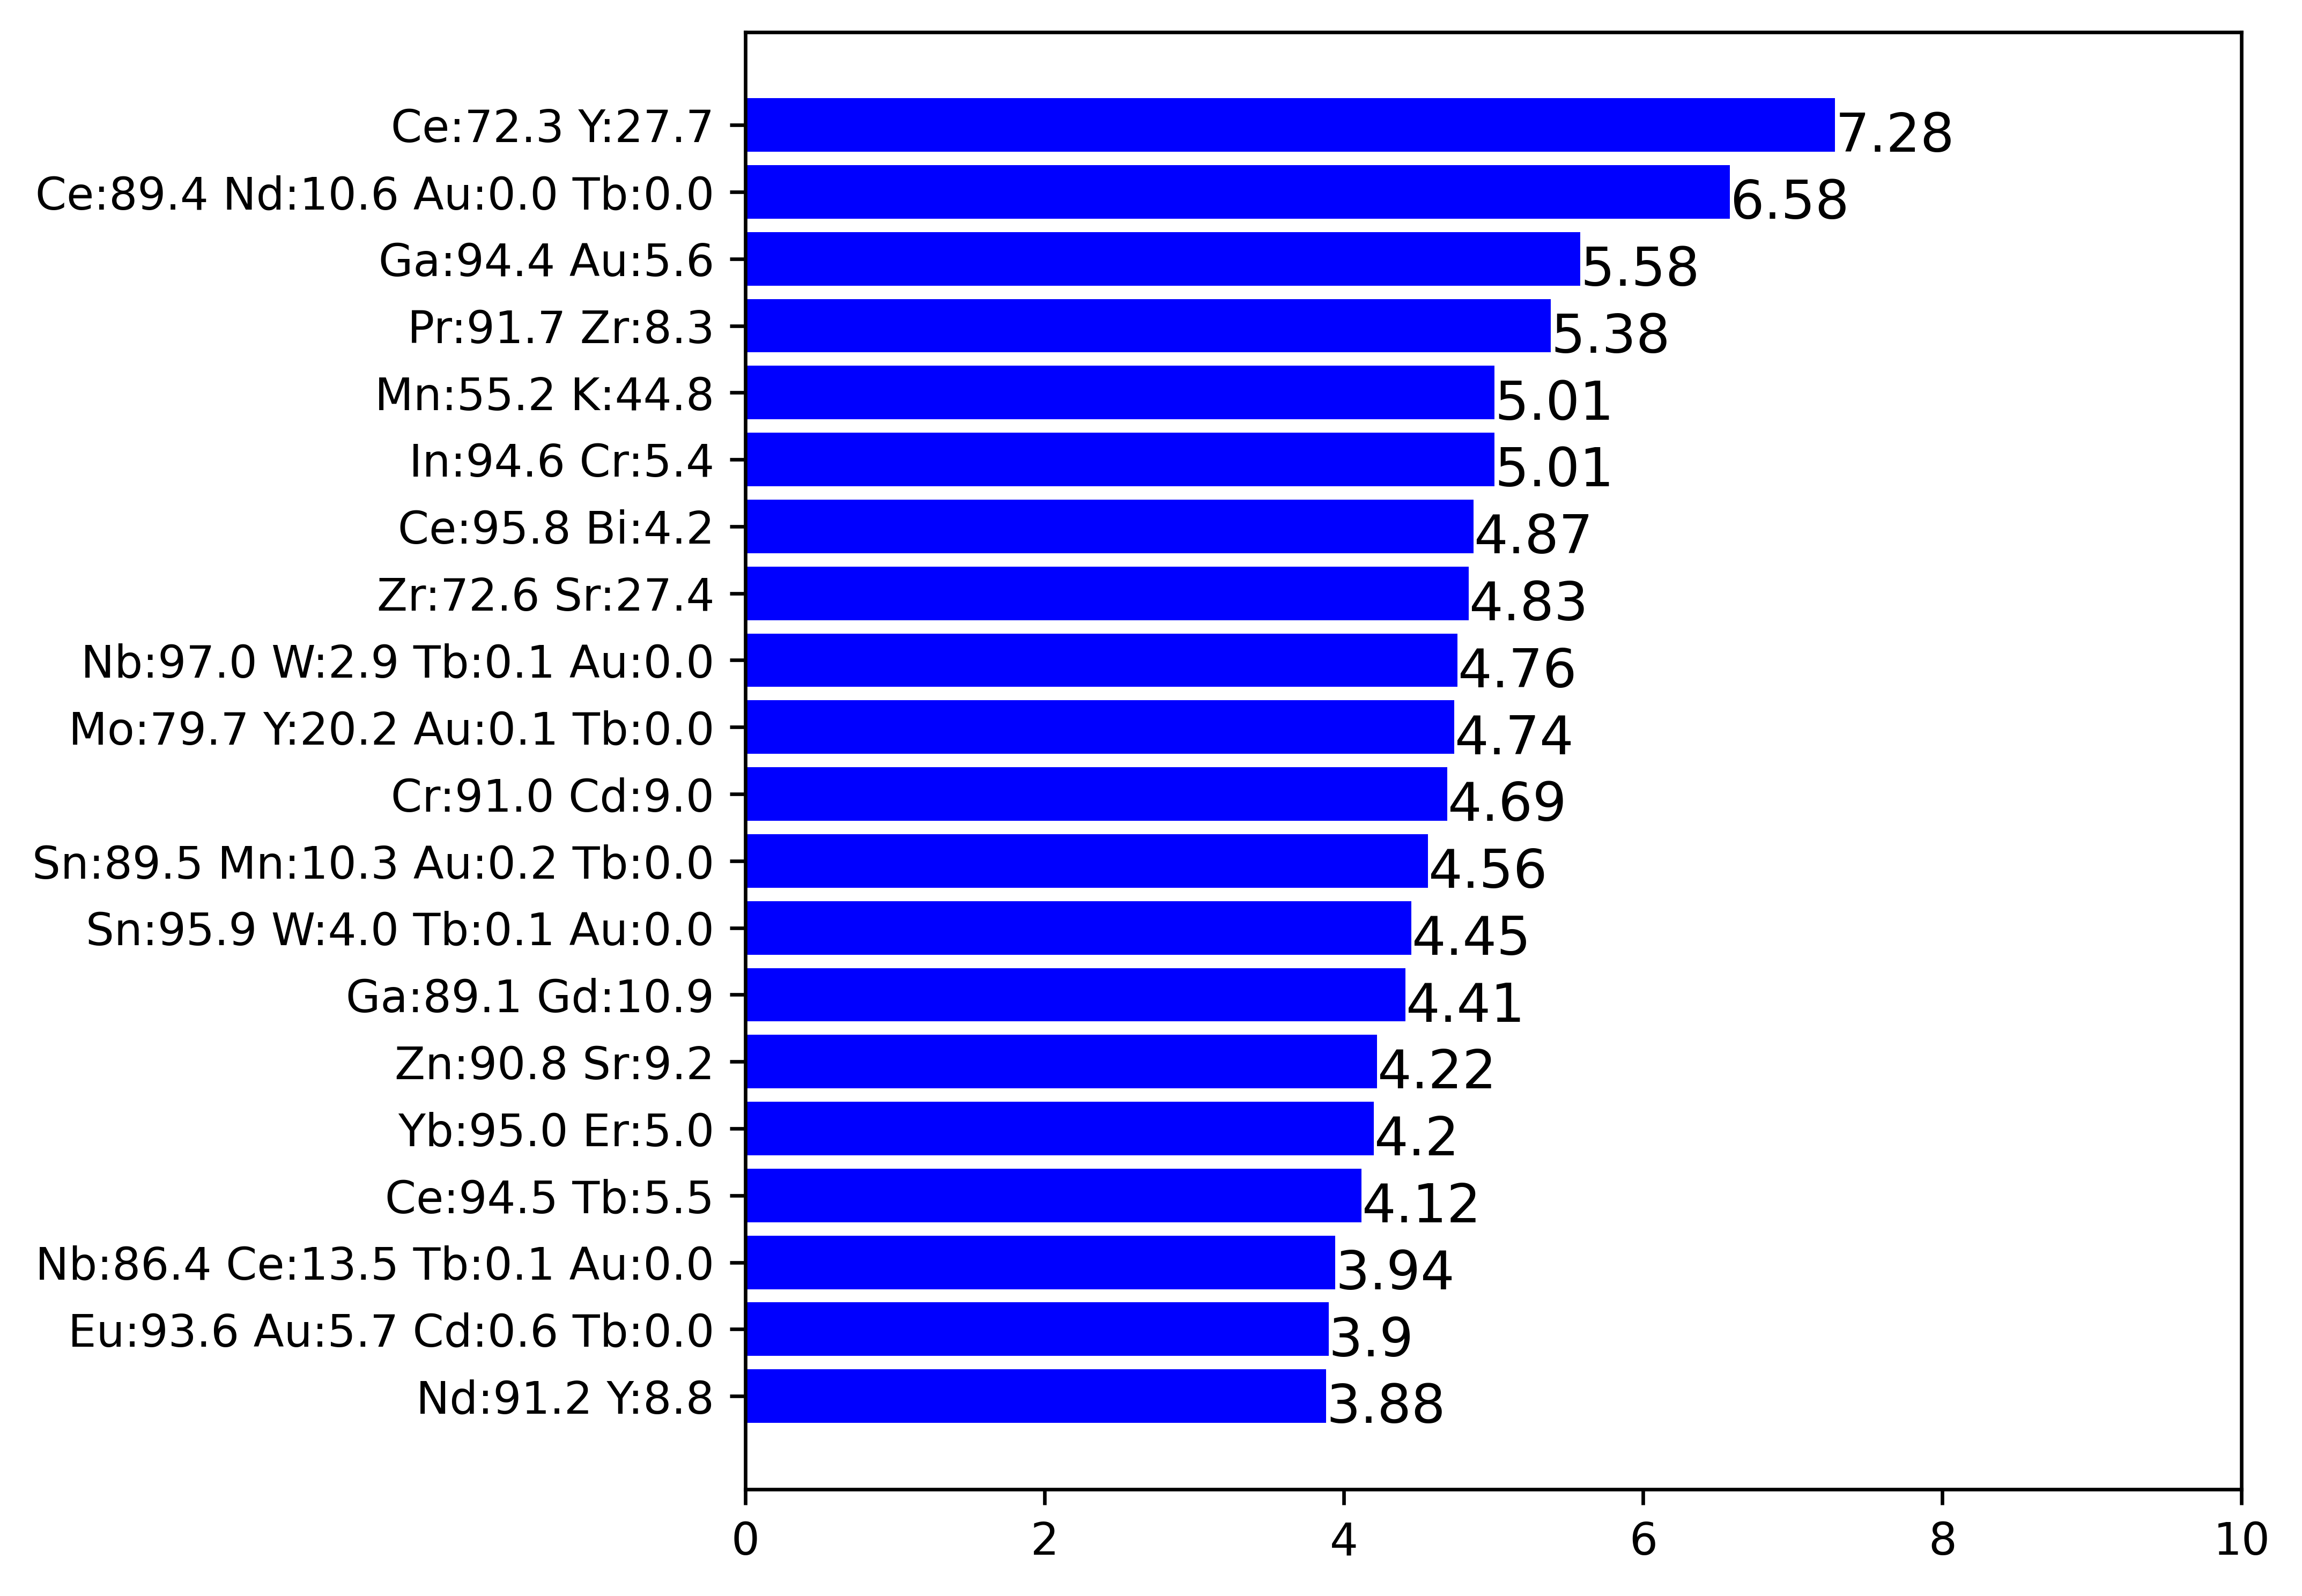 Ce:72.3 Y:27.7 7.28
Ce:89.4 Nd:10.6 Au:0.0 Tb:0.0 6.58
Ga:94.4 Au:5.6 5.58
Pr:91.7 Zr:8.3 5.38
Mn:55.2 K:44.8 5.01
In:94.6 Cr:5.4 5.01
Ce:95.8 Bi:4.2 4.87
Zr:72.6 Sr:27.4 4.83
Nb:97.0 W:2.9 Tb:0.1 Au:0.0 4.76
Mo:79.7 Y:20.2 Au:0.1 Tb:0.0 4.74
Cr:91.0 Cd:9.0 4.69
Sn:89.5 Mn:10.3 Au:0.2 Tb:0.0 4.56
Sn:95.9 W:4.0 Tb:0.1 Au:0.0 4.45
Ga:89.1 Gd:10.9 4.41
Zn:90.8 Sr:9.2 4.22
Yb:95.0 Er:5.0 4.2
Ce:94.5 Tb:5.5 4.12
Nb:86.4 Ce:13.5 Tb:0.1 Au:0.0 3.94
Eu:93.6 Au:5.7 Cd:0.6 Tb:0.0 3.9
Nd:91.2 Y:8.8 3.88
0 2 4 6 8 10